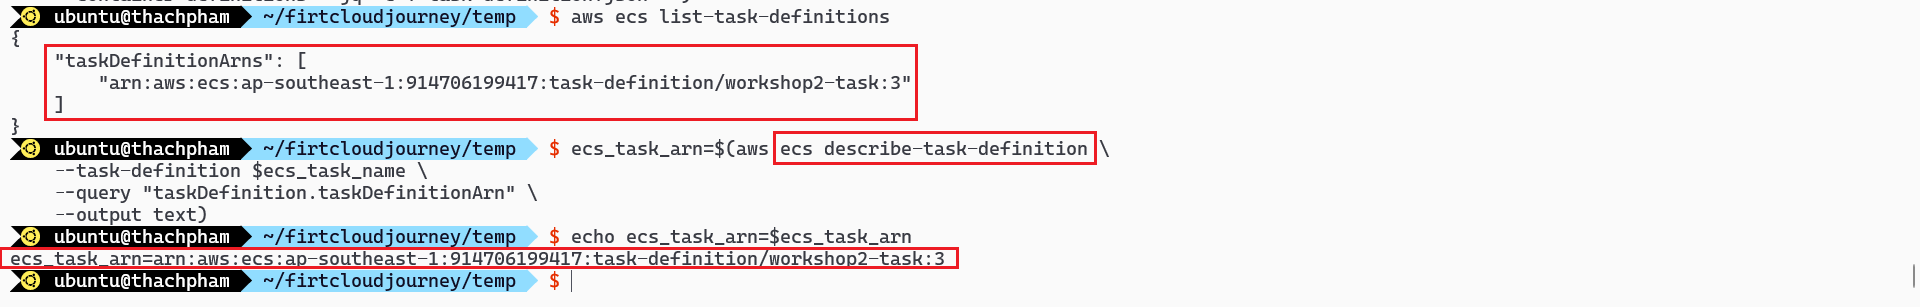 ubuntu@thachpham ~/firtcloudjourney/temp $ aws ecs list-task-definitions
{
    "taskDefinitionArns": [
        "arn:aws:ecs:ap-southeast-1:914706199417:task-definition/workshop2-task:3"
    ]
}
ubuntu@thachpham ~/firtcloudjourney/temp $ ecs_task_arn=$(aws ecs describe-task-definition \
    --task-definition $ecs_task_name \
    --query "taskDefinition.taskDefinitionArn" \
    --output text)
ubuntu@thachpham ~/firtcloudjourney/temp $ echo ecs_task_arn=$ecs_task_arn
ecs_task_arn=arn:aws:ecs:ap-southeast-1:914706199417:task-definition/workshop2-task:3
ubuntu@thachpham ~/firtcloudjourney/temp $